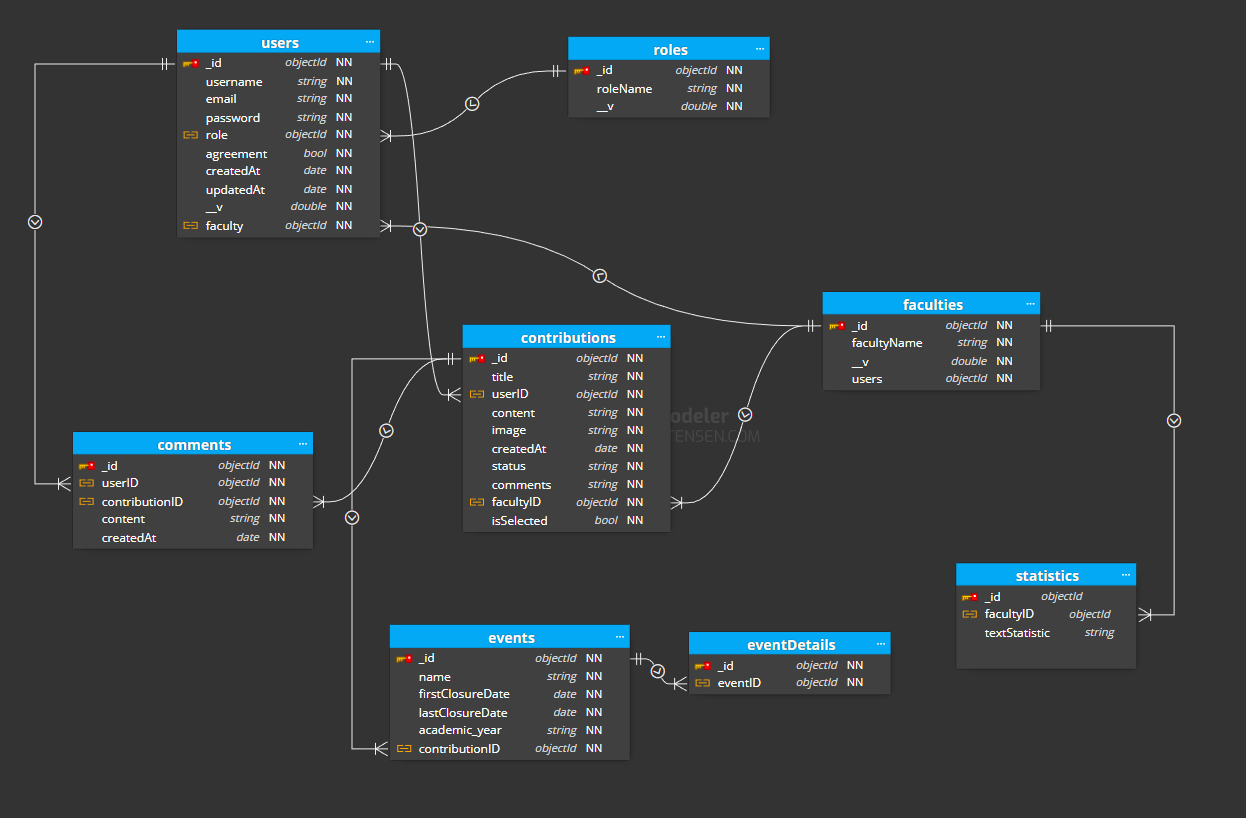 users
_id objectId NN
username string NN
email string NN
password string NN
role objectId NN
agreement bool NN
createdAt date NN
updatedAt date NN
__v double NN
faculty objectId NN
roles
_id objectId NN
roleName string NN
__v double NN
faculties
_id objectId NN
facultyName string NN
__v double NN
users objectId NN
contributions
_id objectId NN
title string NN
userID objectId NN
content string NN
image string NN
createdAt date NN
status string NN
comments string NN
facultyID objectId NN
isSelected bool NN
odeler
TENSEN.COM
comments
_id objectId NN
userID objectId NN
contributionID objectId NN
content string NN
createdAt date NN
statistics
_id objectId
facultyID objectId
textStatistic string
events
_id objectId NN
name string NN
firstClosureDate date NN
lastClosureDate date NN
academic_year string NN
contributionID objectId NN
eventDetails
_id objectId NN
eventID objectId NN